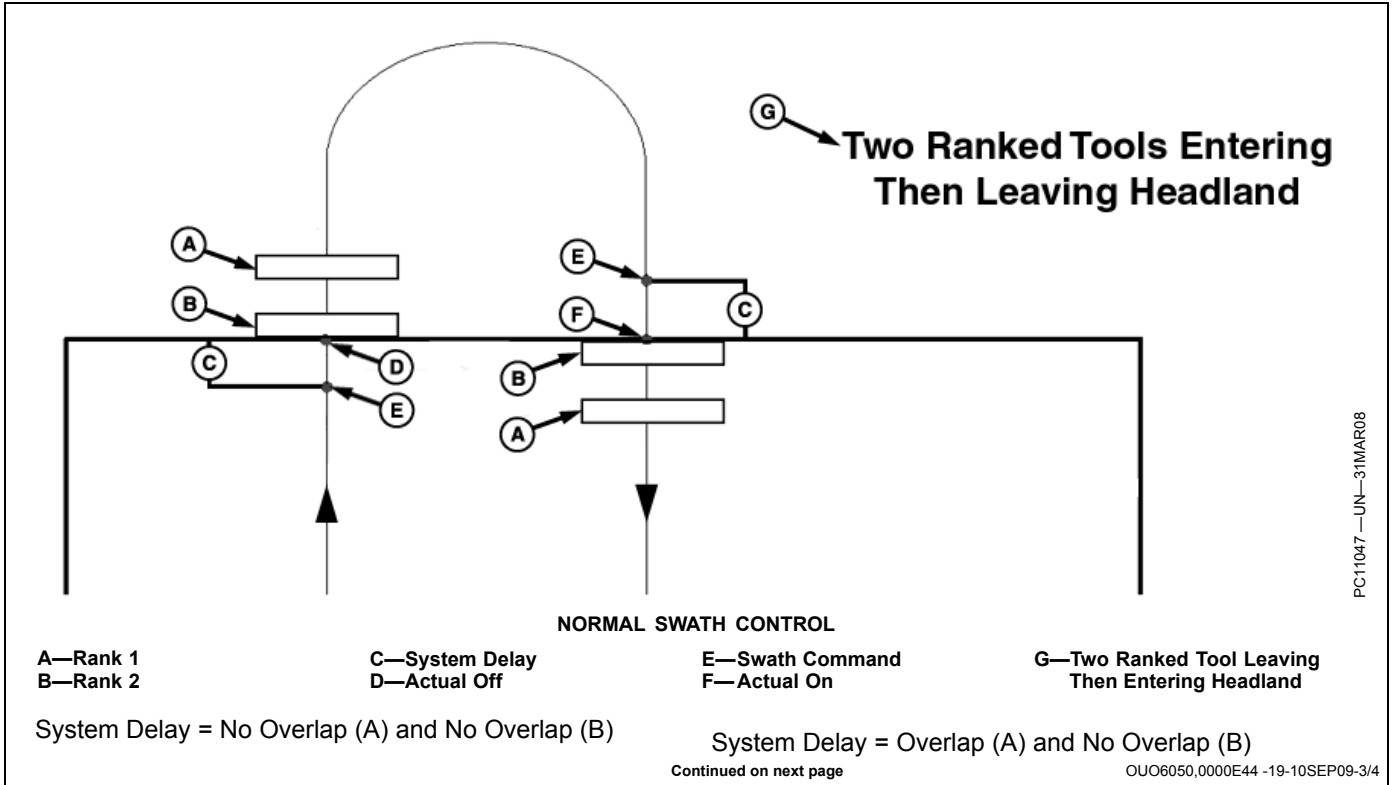 G
Two Ranked Tools Entering
Then Leaving Headland
A
E
B
F
C
C
D
B
E
A
PC11047 —UN—31MAR08
NORMAL SWATH CONTROL
A—Rank 1
B—Rank 2
C—System Delay
D—Actual Off
E—Swath Command
F—Actual On
G—Two Ranked Tool Leaving
Then Entering Headland
System Delay = No Overlap (A) and No Overlap (B)
System Delay = Overlap (A) and No Overlap (B)
Continued on next page
OUO6050,0000E44 -19-10SEP09-3/4